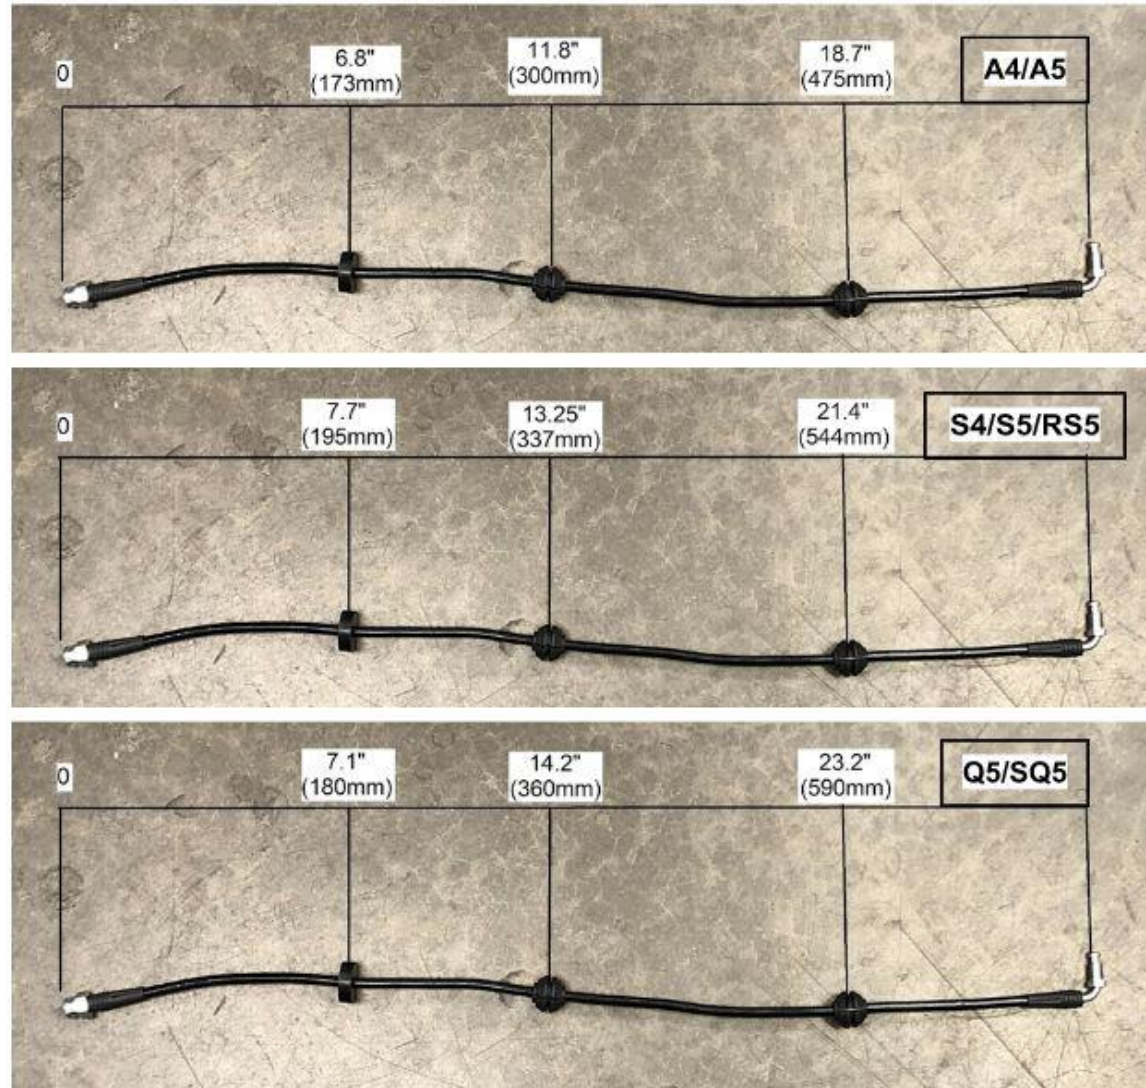 0
6.8"
(173mm)
11.8"
(300mm)
18.7"
(475mm)
A4/A5
0
7.7"
(195mm)
13.25"
(337mm)
21.4"
(544mm)
S4/S5/RS5
0
7.1"
(180mm)
14.2"
(360mm)
23.2"
(590mm)
Q5/SQ5